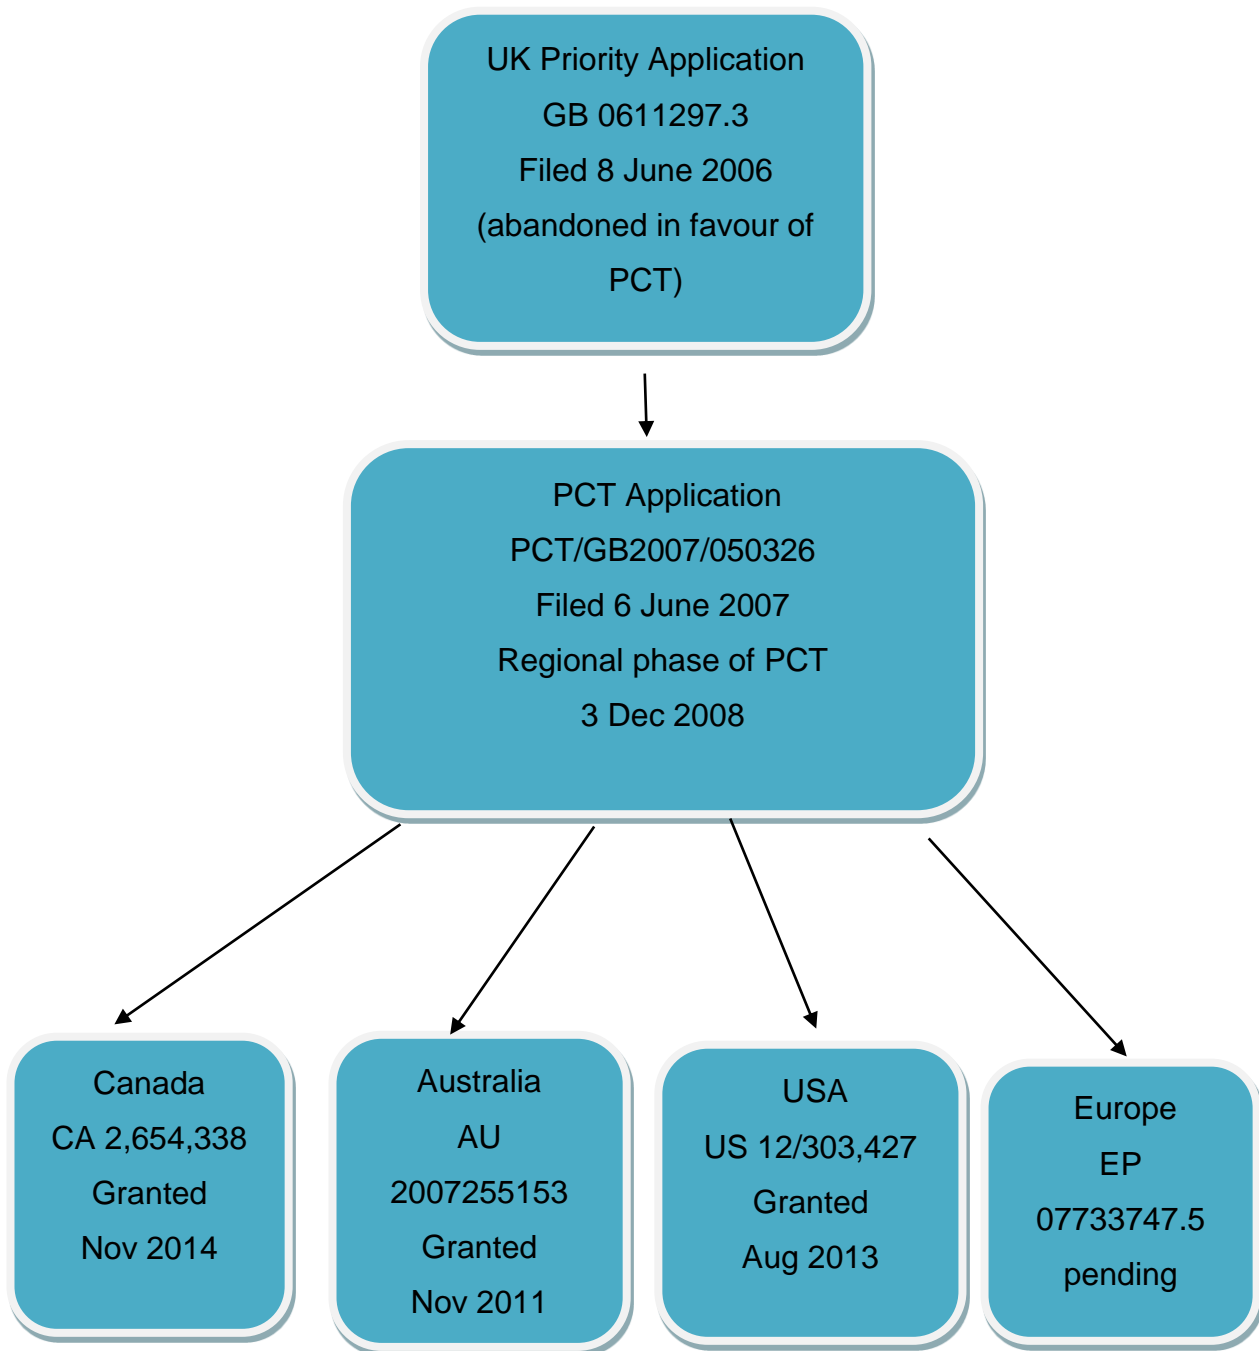 UK Priority Application
GB 0611297.3
Filed 8 June 2006
(abandoned in favour of
PCT)
PCT Application
PCT/GB2007/050326
Filed 6 June 2007
Regional phase of PCT
3 Dec 2008
Canada
CA 2,654,338
Granted
Nov 2014
Australia
AU
2007255153
Granted
Nov 2011
USA
US 12/303,427
Granted
Aug 2013
Europe
EP
07733747.5
pending